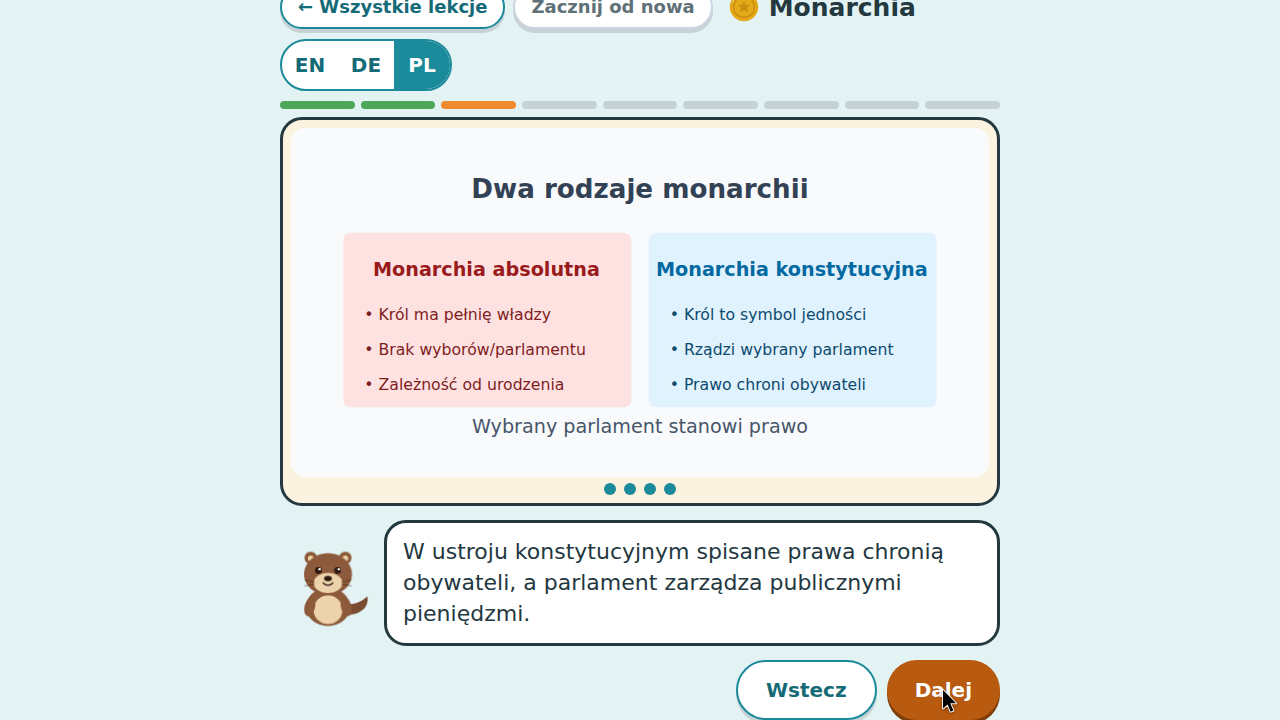 ← Wszystkie lekcje
Zacznij od nowa
Monarchia
EN DE PL
Dwa rodzaje monarchii
Monarchia absolutna
• Król ma pełnię władzy
• Brak wyborów/parlamentu
• Zależność od urodzenia
Monarchia konstytucyjna
• Król to symbol jedności
• Rządzi wybrany parlament
• Prawo chroni obywateli
Wybrany parlament stanowi prawo
W ustroju konstytucyjnym spisane prawa chronią
obywateli, a parlament zarządza publicznymi
pieniędzmi.
Wstecz
Dalej